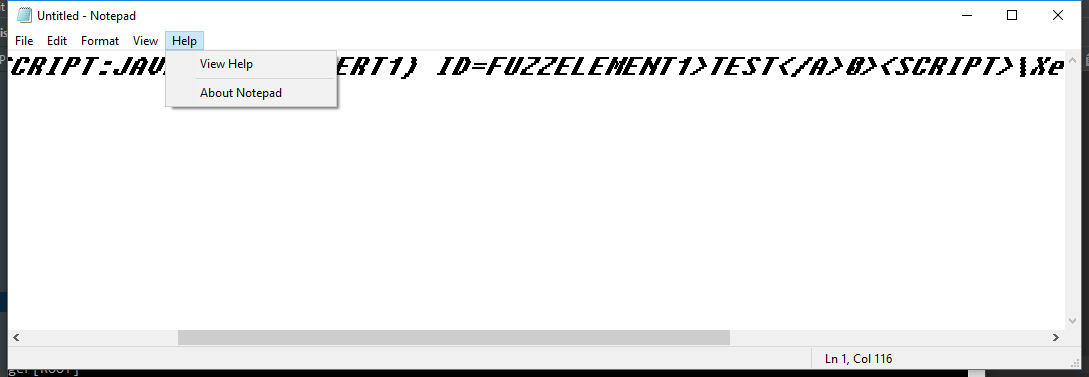 Untitled - Notepad
File Edit Format View Help
CRIPT:JAV ERT1) ID=FUZZELEMENT1>TEST</A>0><SCRIPT>|Xe
View Help
About Notepad
Ln 1, Col 116